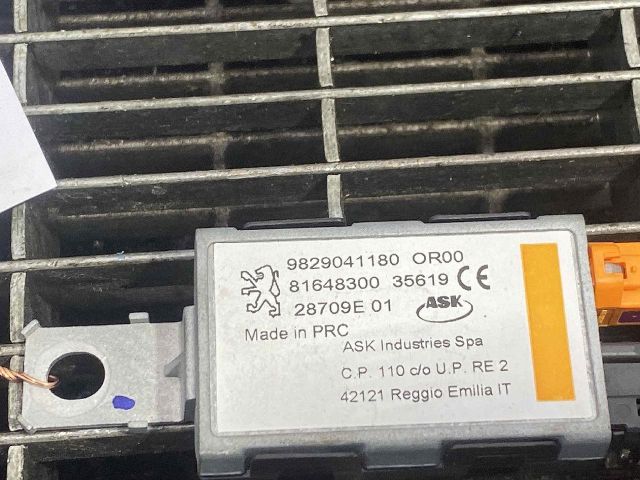 9829041180 OR00
81648300 35619 CE
28709E 01 ASK
Made in PRC
ASK Industries Spa
C.P. 110 c/o U.P. RE 2
42121 Reggio Emilia IT